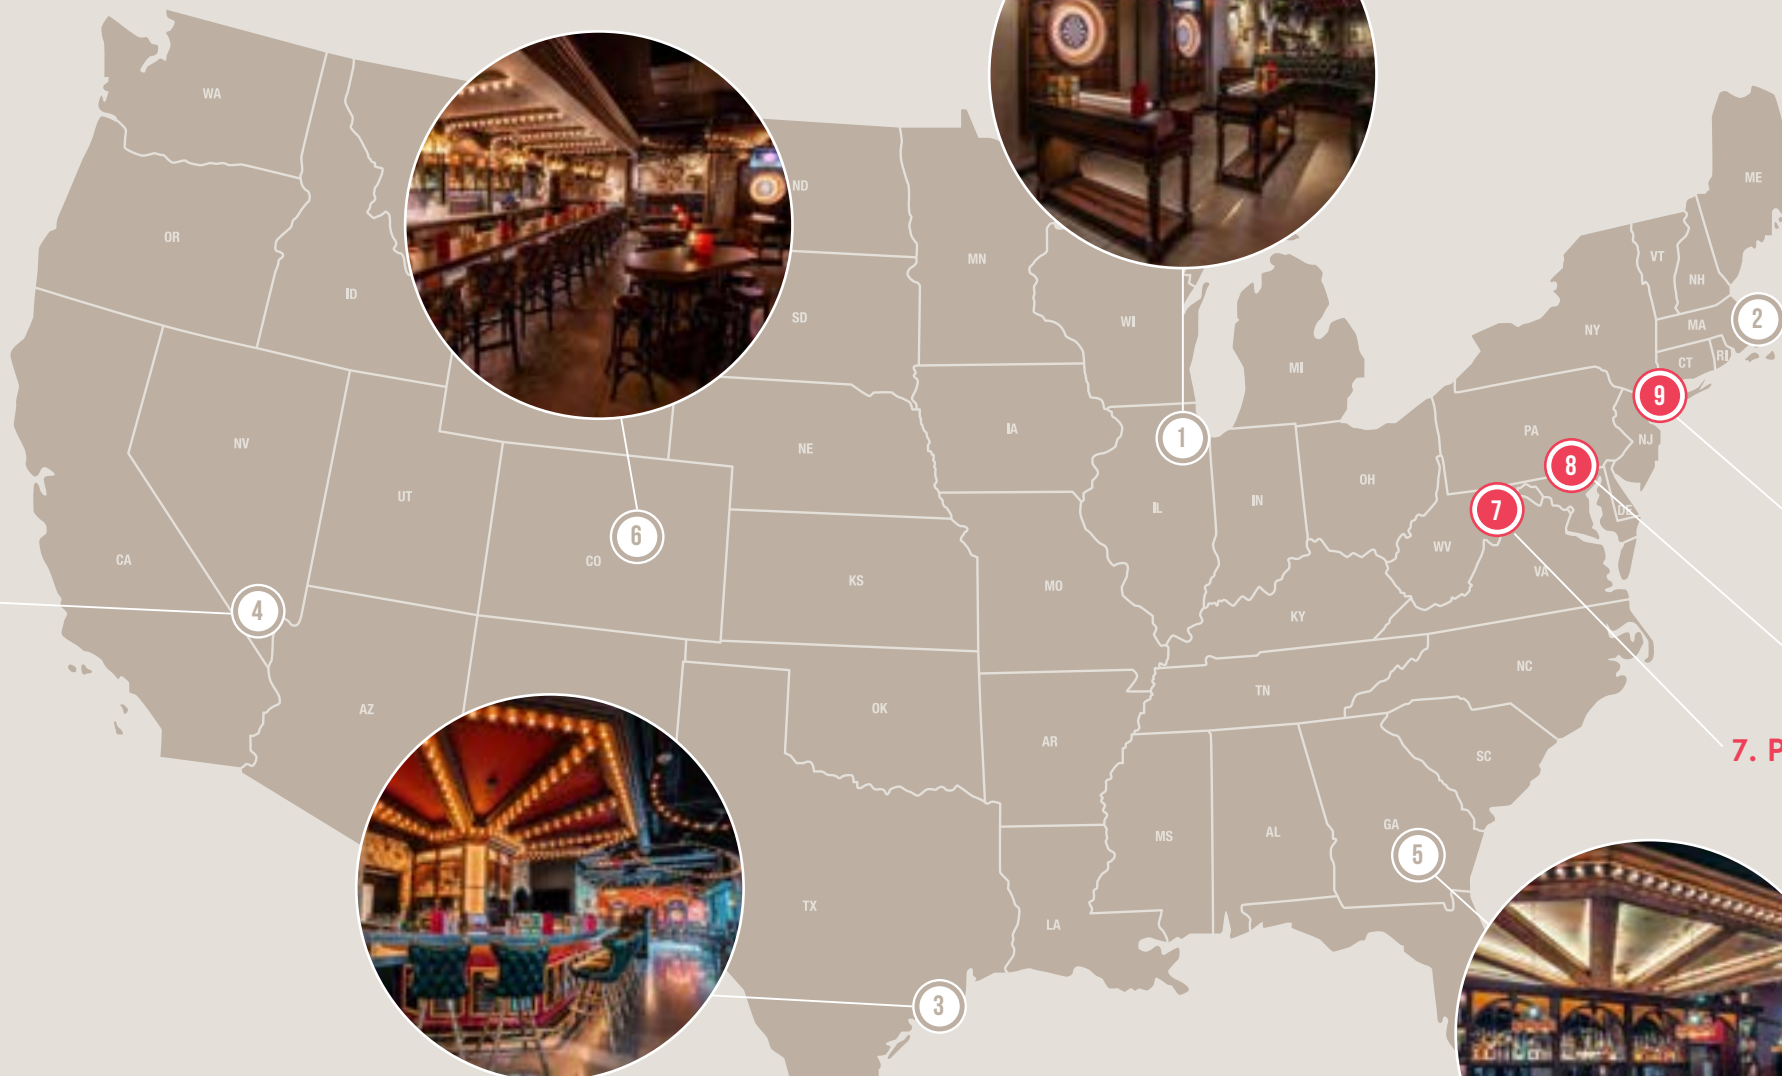 WA
ME
ND
OR
VT
MN
NH
ID
SD
WI
2
MA
NY
RI
CT
MI
9
IA
PA
1
NJ
NV
NE
8
OH
UT
IN
IL
7
DE
6
WV
CO
CA
VA
KS
MO
4
KY
NC
TN
OK
AZ
AR
7. P
SC
GA
AL
MS
5
TX
LA
3